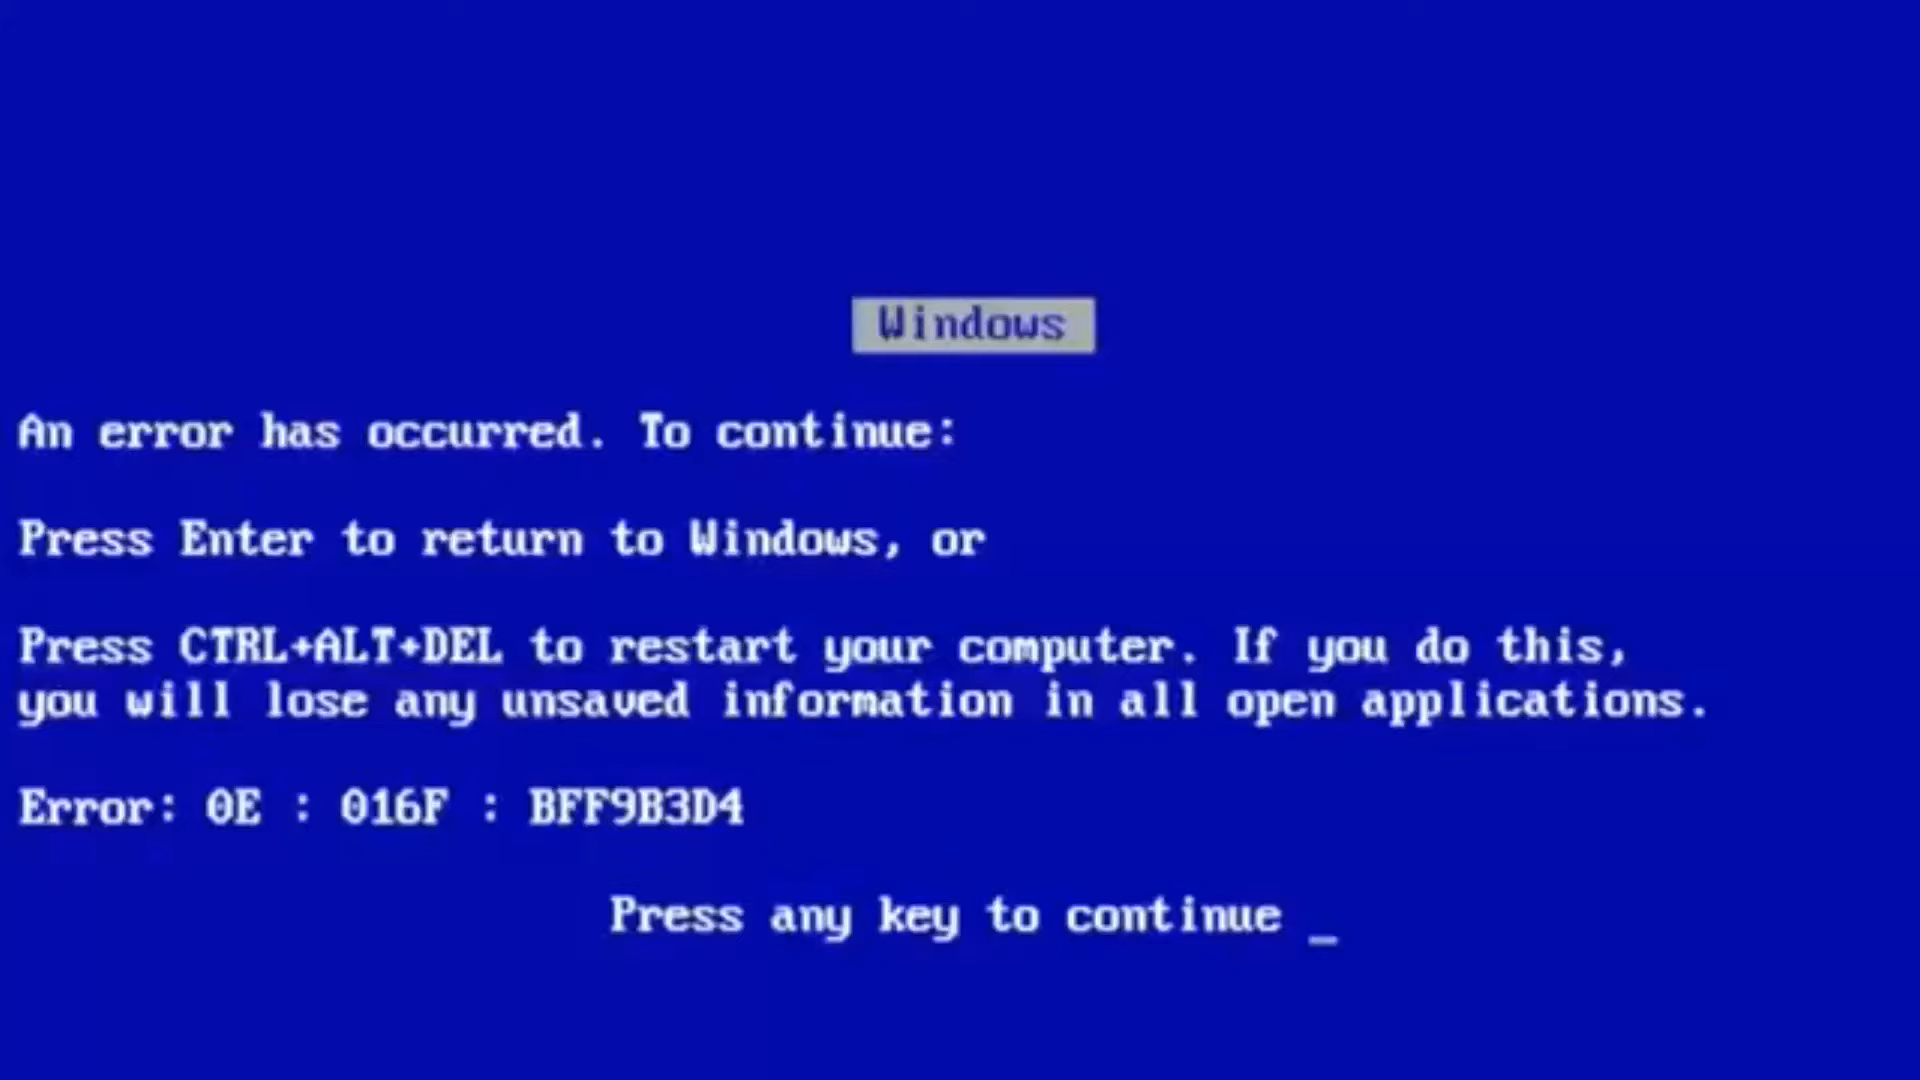 Windows
An error has occurred. To continue:
Press Enter to return to Windows, or
Press CTRL+ALT+DEL to restart your computer. If you do this,
you will lose any unsaved information in all open applications.
Error: 0E : 016F : BFF9B3D4
Press any key to continue _